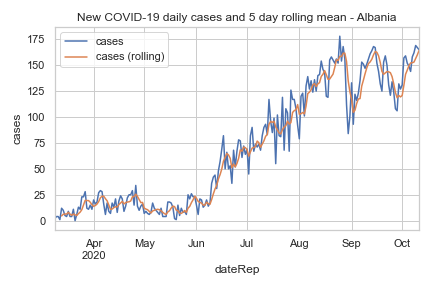 New COVID-19 daily cases and 5 day rolling mean - Albania
cases
cases (rolling)
175
150
125
100
75
50
25
0
cases
Apr
2020
May
Jun
Jul
Aug
Sep
Oct
dateRep